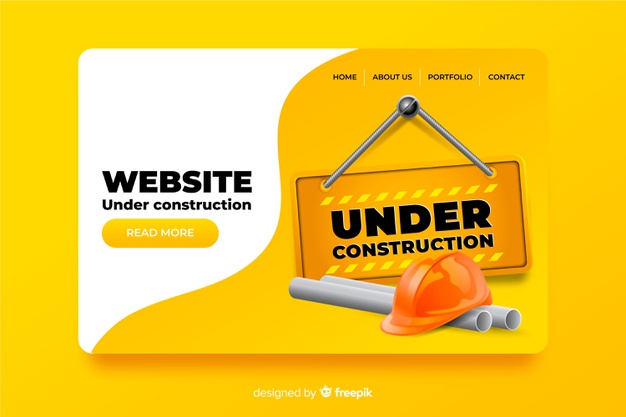 HOME ABOUT US PORTFOLIO CONTACT
WEBSITE
Under construction
READ MORE
UNDER
CONSTRUCTION
designed by freepik